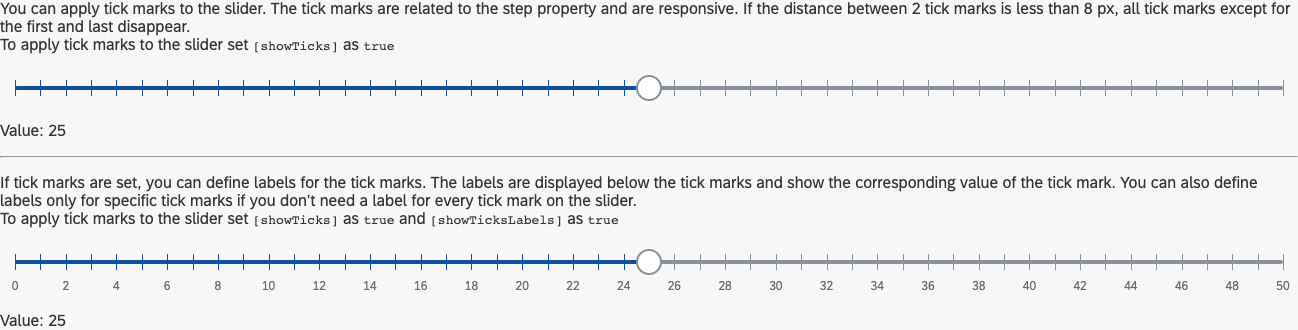 You can apply tick marks to the slider. The tick marks are related to the step property and are responsive. If the distance between 2 tick marks is less than 8 px, all tick marks except for
the first and last disappear.
To apply tick marks to the slider set [showTicks] as true
Value: 25
If tick marks are set, you can define labels for the tick marks. The labels are displayed below the tick marks and show the corresponding value of the tick mark. You can also define
labels only for specific tick marks if you don’t need a label for every tick mark on the slider.
To apply tick marks to the slider set [showTicks] as true and [showTicksLabels] as true
0 2 4 6 8 10 12 14 16 18 20 22 24 26 28 30 32 34 36 38 40 42 44 46 48 50
Value: 25